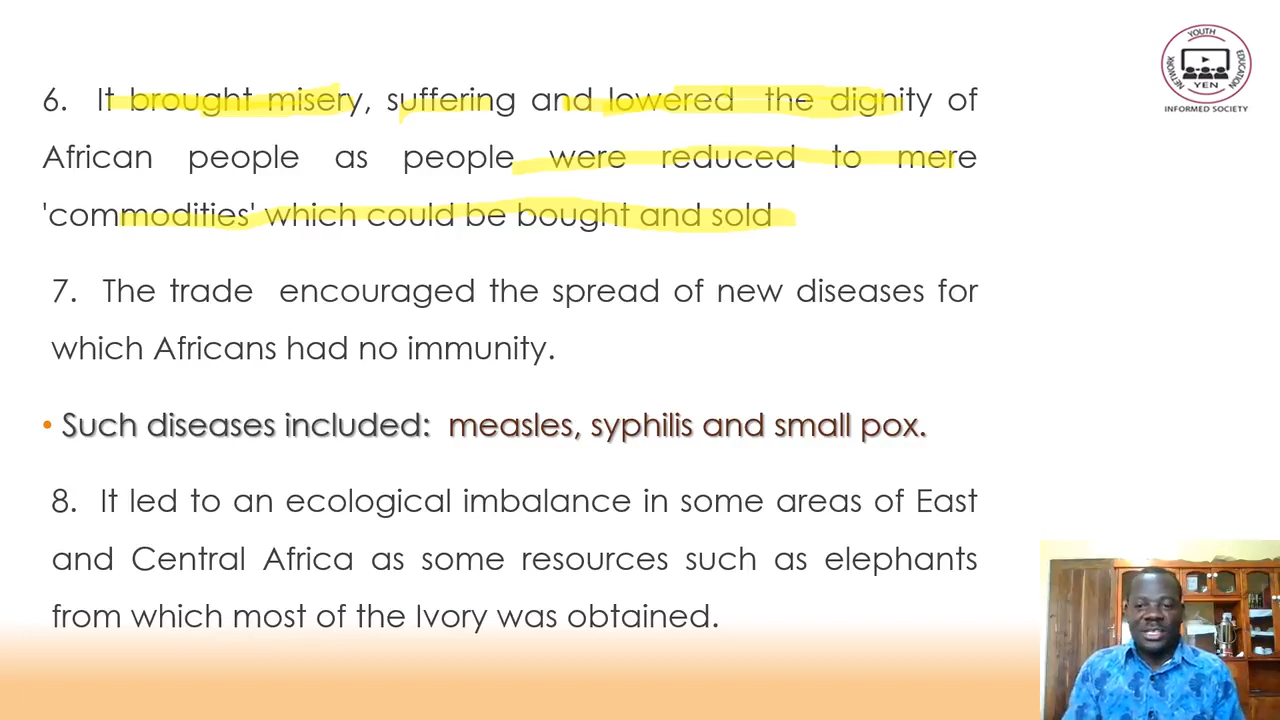 6. It brought misery, suffering and lowered the dignity of
African people as people were reduced to mere
'commodities' which could be bought and sold
7. The trade encouraged the spread of new diseases for
which Africans had no immunity.
• Such diseases included: measles, syphilis and small pox.
8. It led to an ecological imbalance in some areas of East
and Central Africa as some resources such as elephants
from which most of the Ivory was obtained.
YOUTH
EDUCATION
NETWORK
YEN
INFORMED SOCIETY